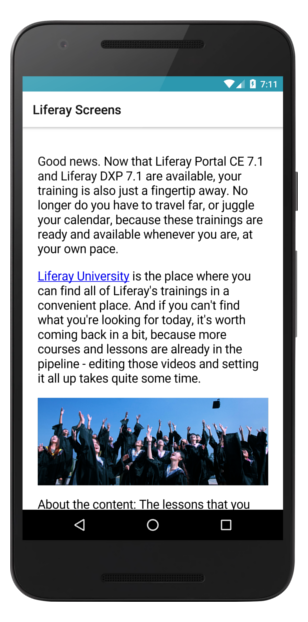 7:11
Liferay Screens
Good news. Now that Liferay Portal CE 7.1
and Liferay DXP 7.1 are available, your
training is also just a fingertip away. No
longer do you have to travel far, or juggle
your calendar, because these trainings are
ready and available whenever you are, at
your own pace.
Liferay University is the place where you
can find all of Liferay's trainings in a
convenient place. And if you can't find
what you're looking for today, it's worth
coming back in a bit, because more
courses and lessons are already in the
pipeline - editing those videos and setting
it all up takes quite some time.
About the content: The lessons that you